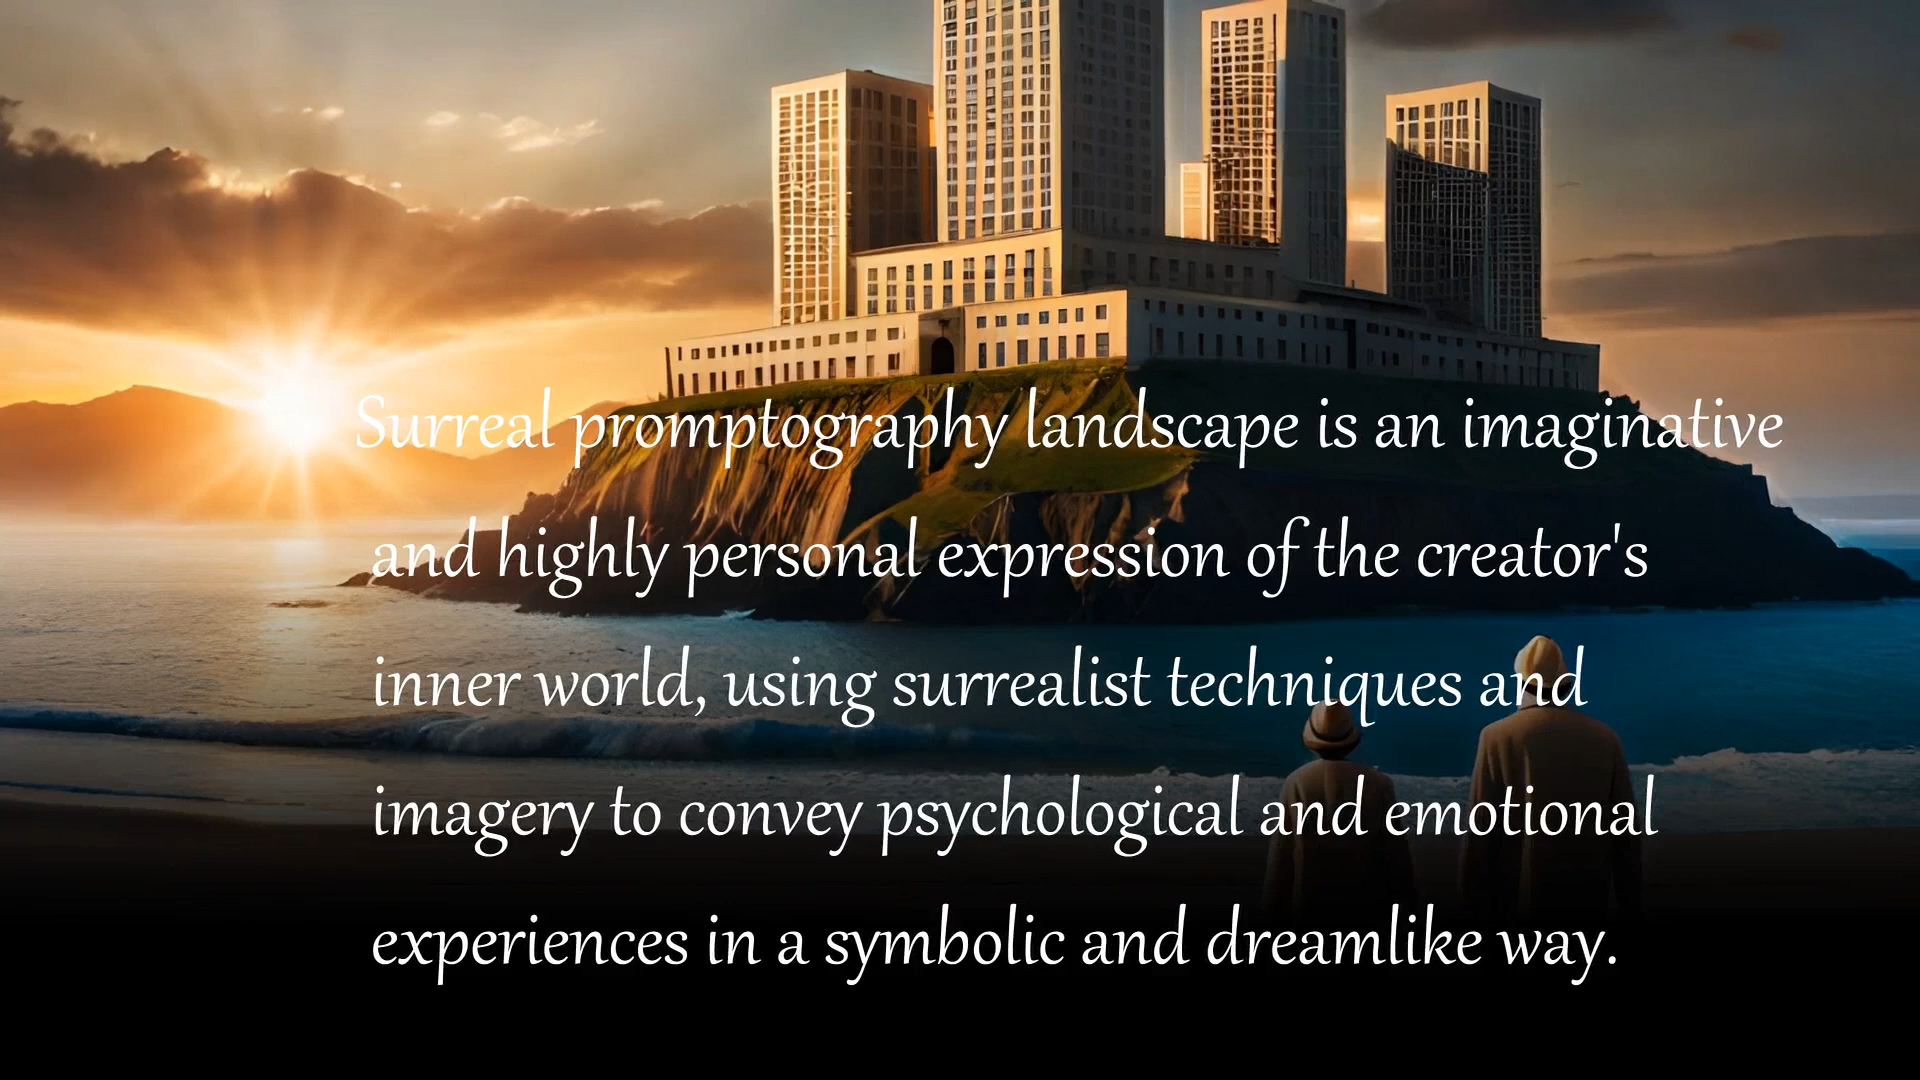 Surreal promptography landscape is an imaginative
and highly personal expression of the creator's
inner world, using surrealist techniques and
imagery to convey psychological and emotional
experiences in a symbolic and dreamlike way.